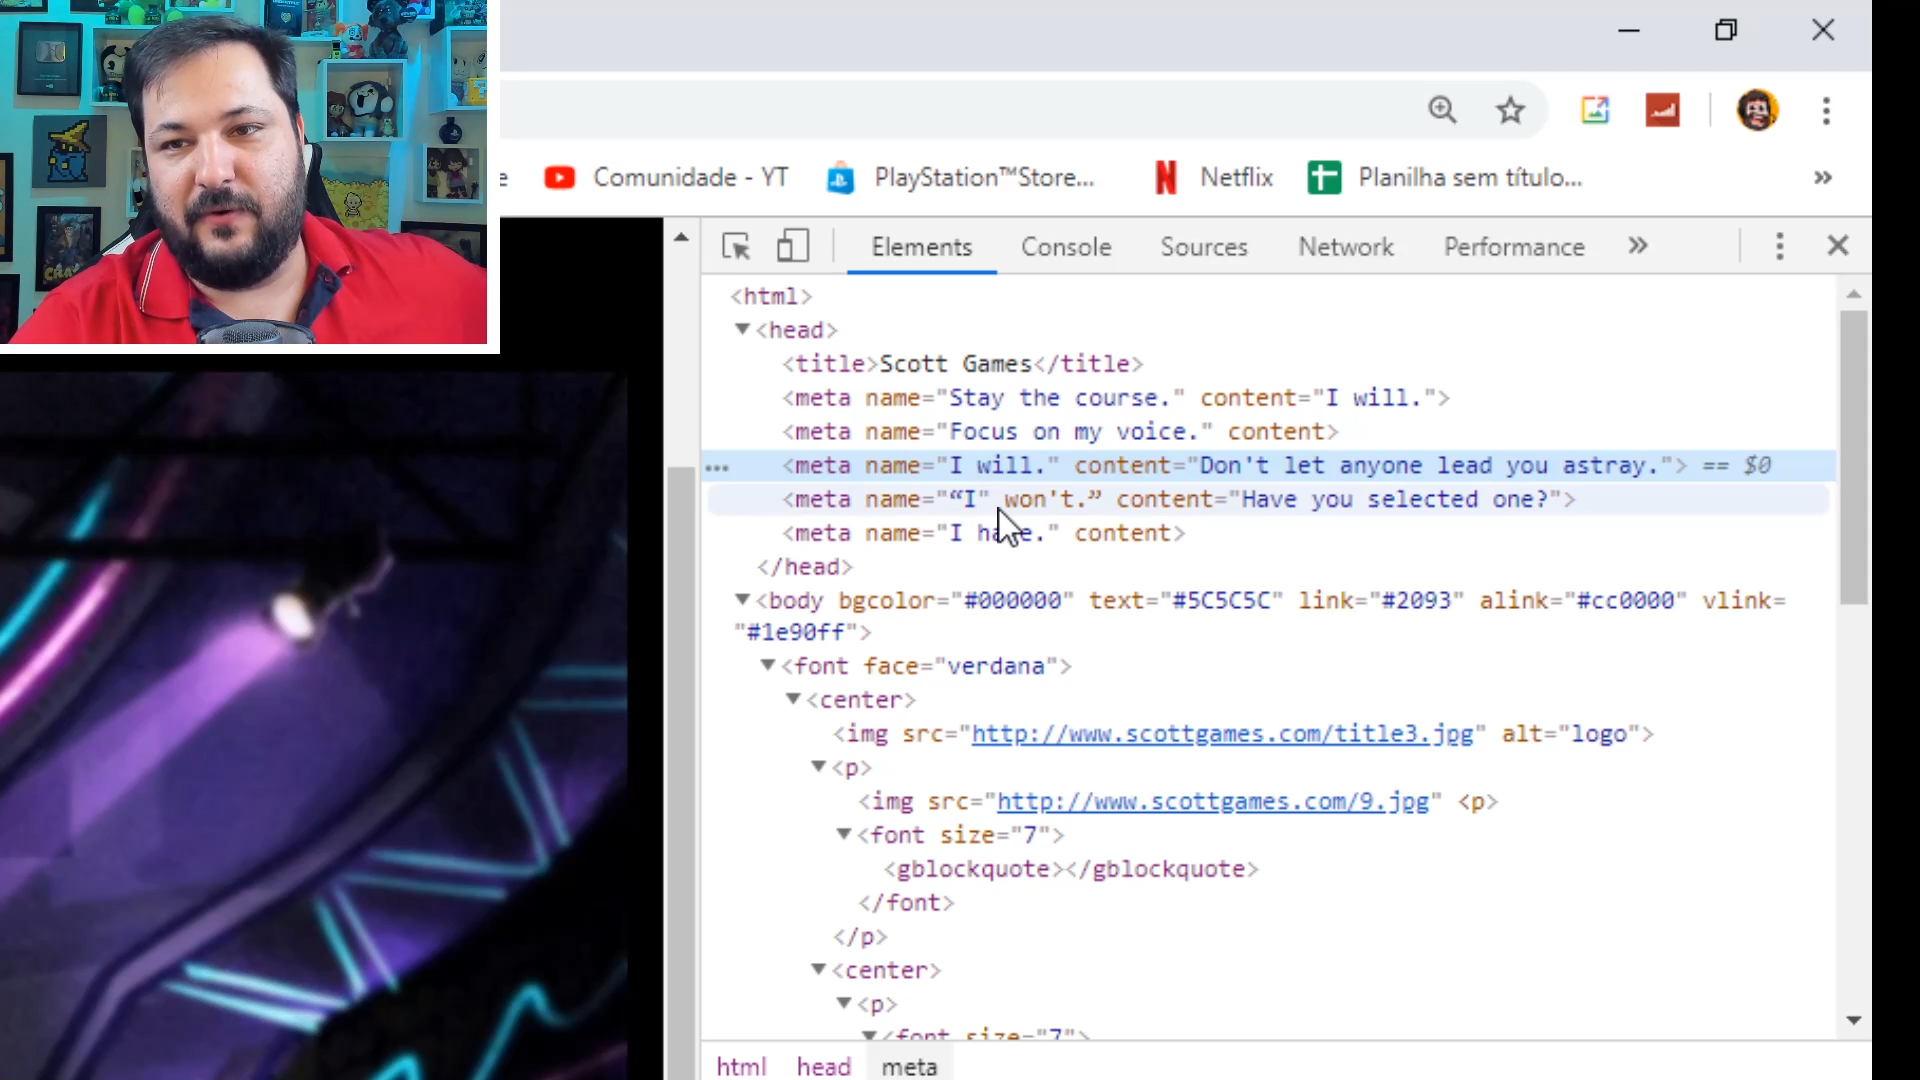 e Comunidade - YT PlayStation™Store... Netflix Planilha sem título... »
Elements Console Sources Network Performance »
<html>
▼<head>
<title>Scott Games</title>
<meta name="Stay the course." content="I will.">
<meta name="Focus on my voice." content>
••• <meta name="I will." content="Don't let anyone lead you astray."> == $0
<meta name="“I" won't.” content="Have you selected one?">
<meta name="I have." content>
</head>
▼<body bgcolor="#000000" text="#5C5C5C" link="#2093" alink="#cc0000" vlink=
"#1e90ff">
▼<font face="verdana">
▼<center>
<img src="http://www.scottgames.com/title3.jpg" alt="logo">
▼<p>
<img src="http://www.scottgames.com/9.jpg" <p>
▼<font size="7">
<gblockquote></gblockquote>
</font>
</p>
▼<center>
▼<p>
▼<font size="7">
html head meta